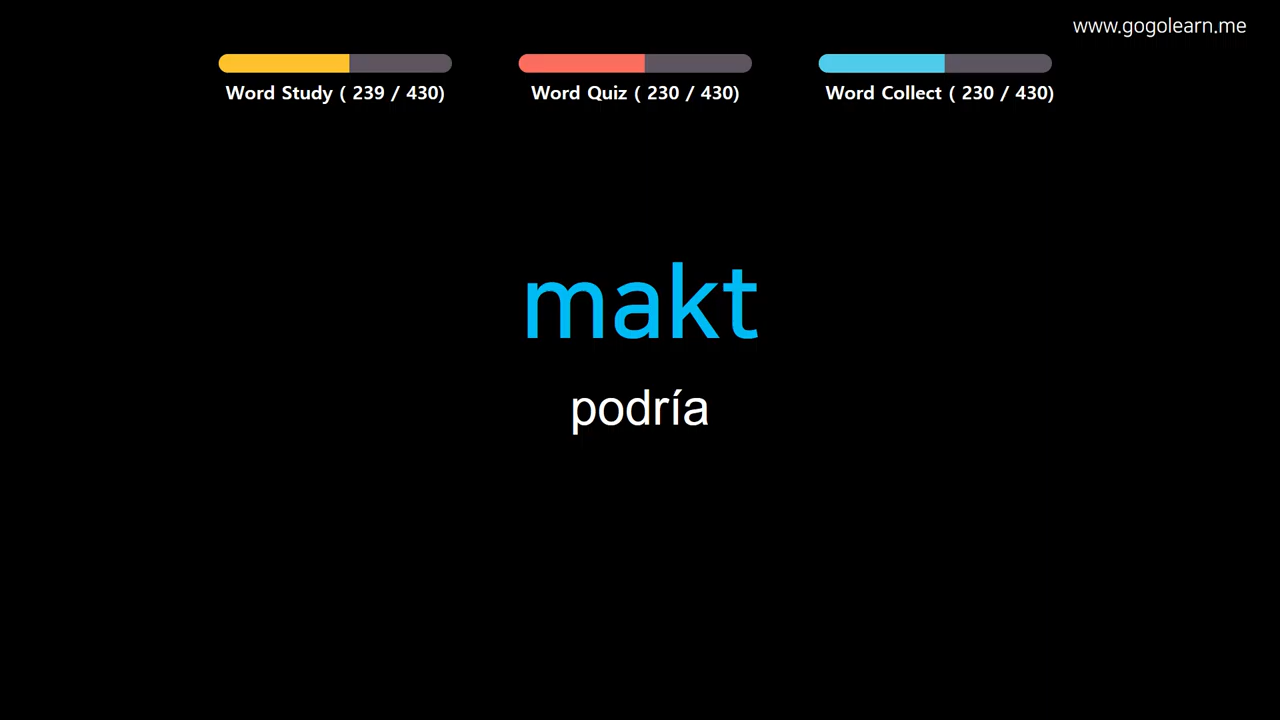 www.gogolearn.me
Word Study ( 239 / 430)
Word Quiz ( 230 / 430)
Word Collect ( 230 / 430)
makt
podría